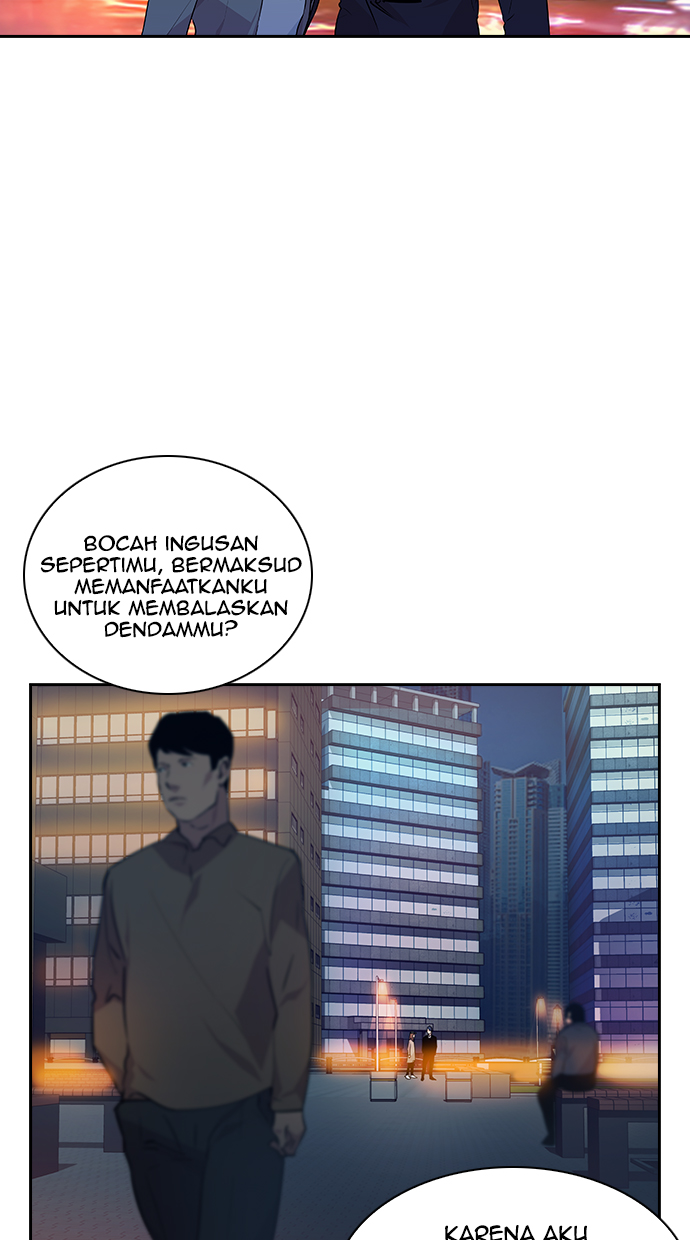 BOCAH INGUSAN
SEPERTIMU, BERMAKSUD
MEMANFAATKANKU
UNTUK MEMBALASKAN
DENDAMMU?
KARENA AKU